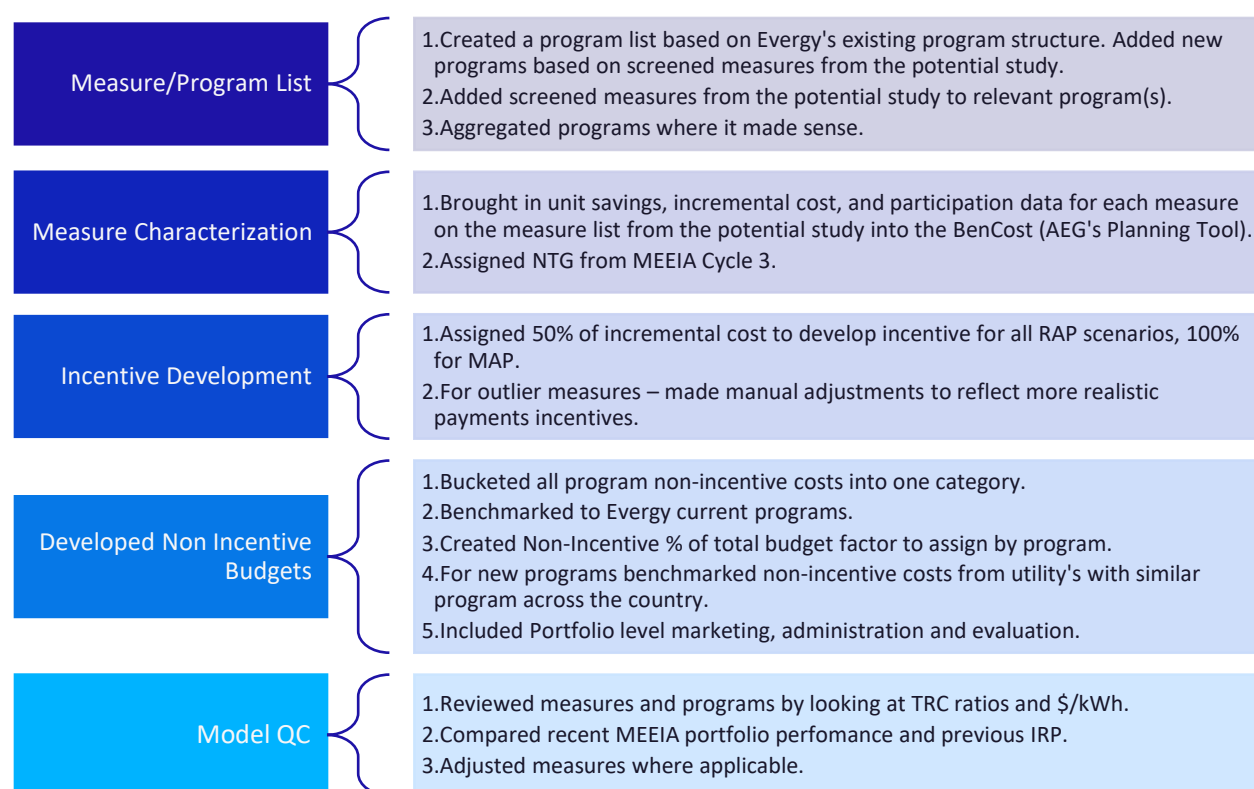 Measure/Program List
1.Created a program list based on Evergy's existing program structure. Added new
programs based on screened measures from the potential study.
2.Added screened measures from the potential study to relevant program(s).
3.Aggregated programs where it made sense.
Measure Characterization
1.Brought in unit savings, incremental cost, and participation data for each measure
on the measure list from the potential study into the BenCost (AEG's Planning Tool).
2.Assigned NTG from MEEIA Cycle 3.
Incentive Development
1.Assigned 50% of incremental cost to develop incentive for all RAP scenarios, 100%
for MAP.
2.For outlier measures – made manual adjustments to reflect more realistic
payments incentives.
Developed Non Incentive
Budgets
1.Bucketed all program non-incentive costs into one category.
2.Benchmarked to Evergy current programs.
3.Created Non-Incentive % of total budget factor to assign by program.
4.For new programs benchmarked non-incentive costs from utility's with similar
program across the country.
5.Included Portfolio level marketing, administration and evaluation.
Model QC
1.Reviewed measures and programs by looking at TRC ratios and $/kWh.
2.Compared recent MEEIA portfolio perfomance and previous IRP.
3.Adjusted measures where applicable.